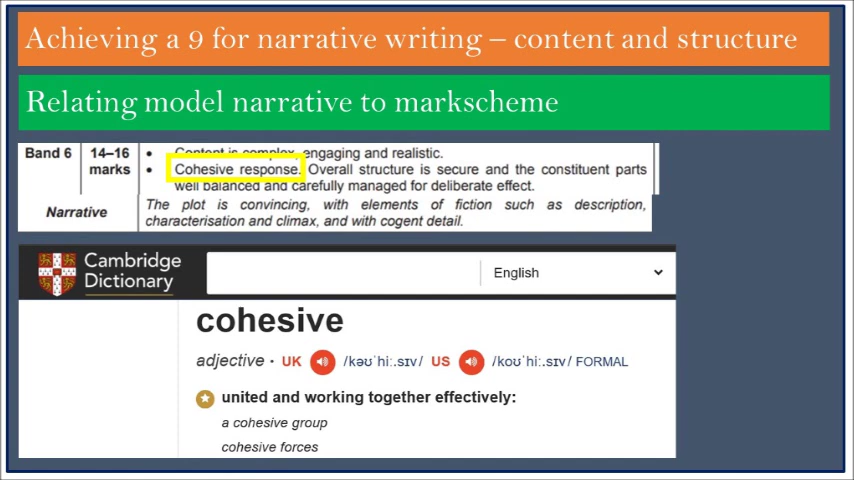 Achieving a 9 for narrative writing – content and structure
Relating model narrative to markscheme
Band 6 14–16 marks • Content is complex, engaging and realistic.
• Cohesive response. Overall structure is secure and the constituent parts
well balanced and carefully managed for deliberate effect.
Narrative The plot is convincing, with elements of fiction such as description,
characterisation and climax, and with cogent detail.
Cambridge
Dictionary
English
cohesive
adjective • UK /kəʊˈhiː.sɪv/ US /koʊˈhiː.sɪv/ FORMAL
united and working together effectively:
a cohesive group
cohesive forces